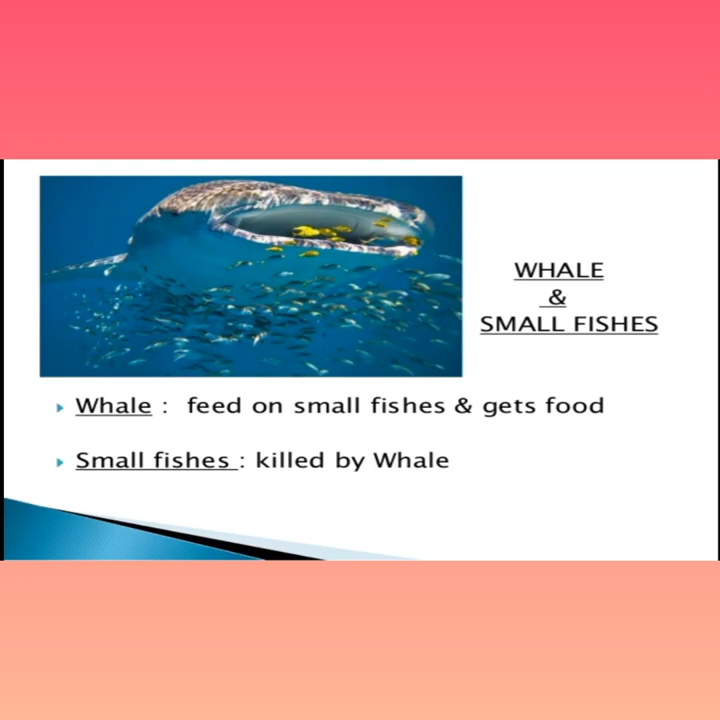 WHALE
&
SMALL FISHES
Whale : feed on small fishes & gets food
Small fishes : killed by Whale